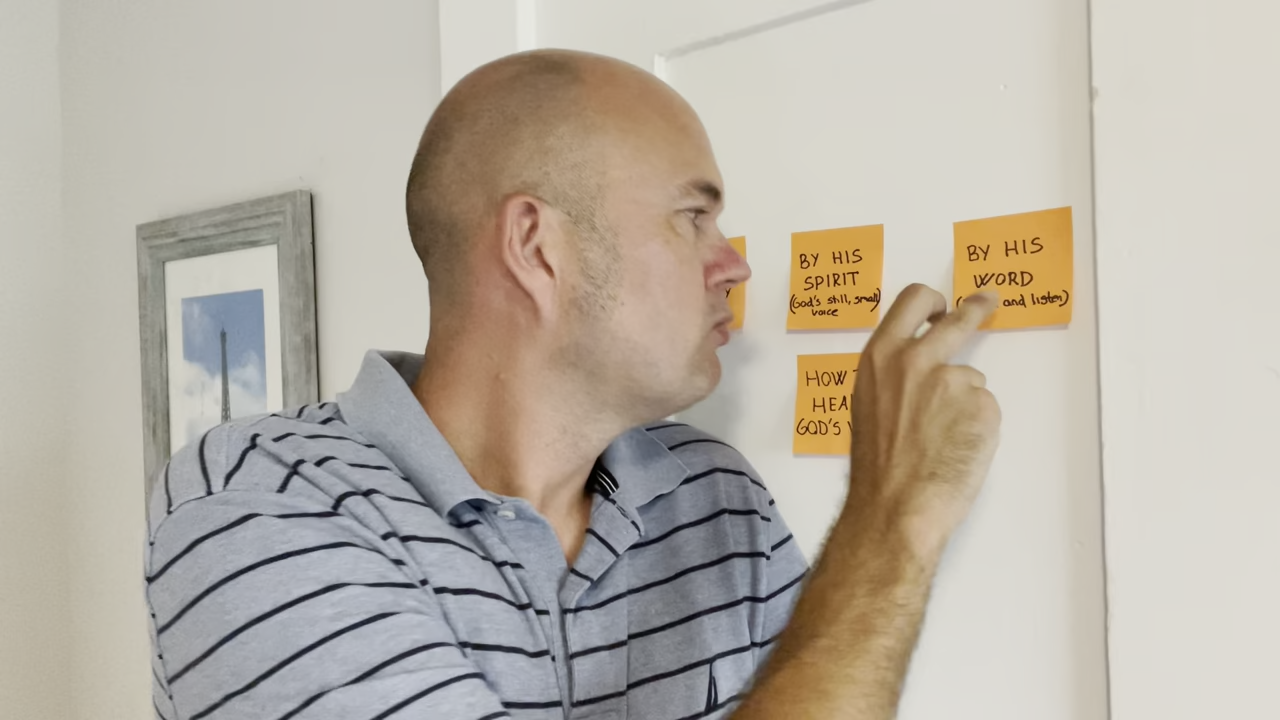 BY HIS
SPIRIT
(God's still, small
voice
BY HIS
WORD
and listen)
HOW
HEA
GOD'S